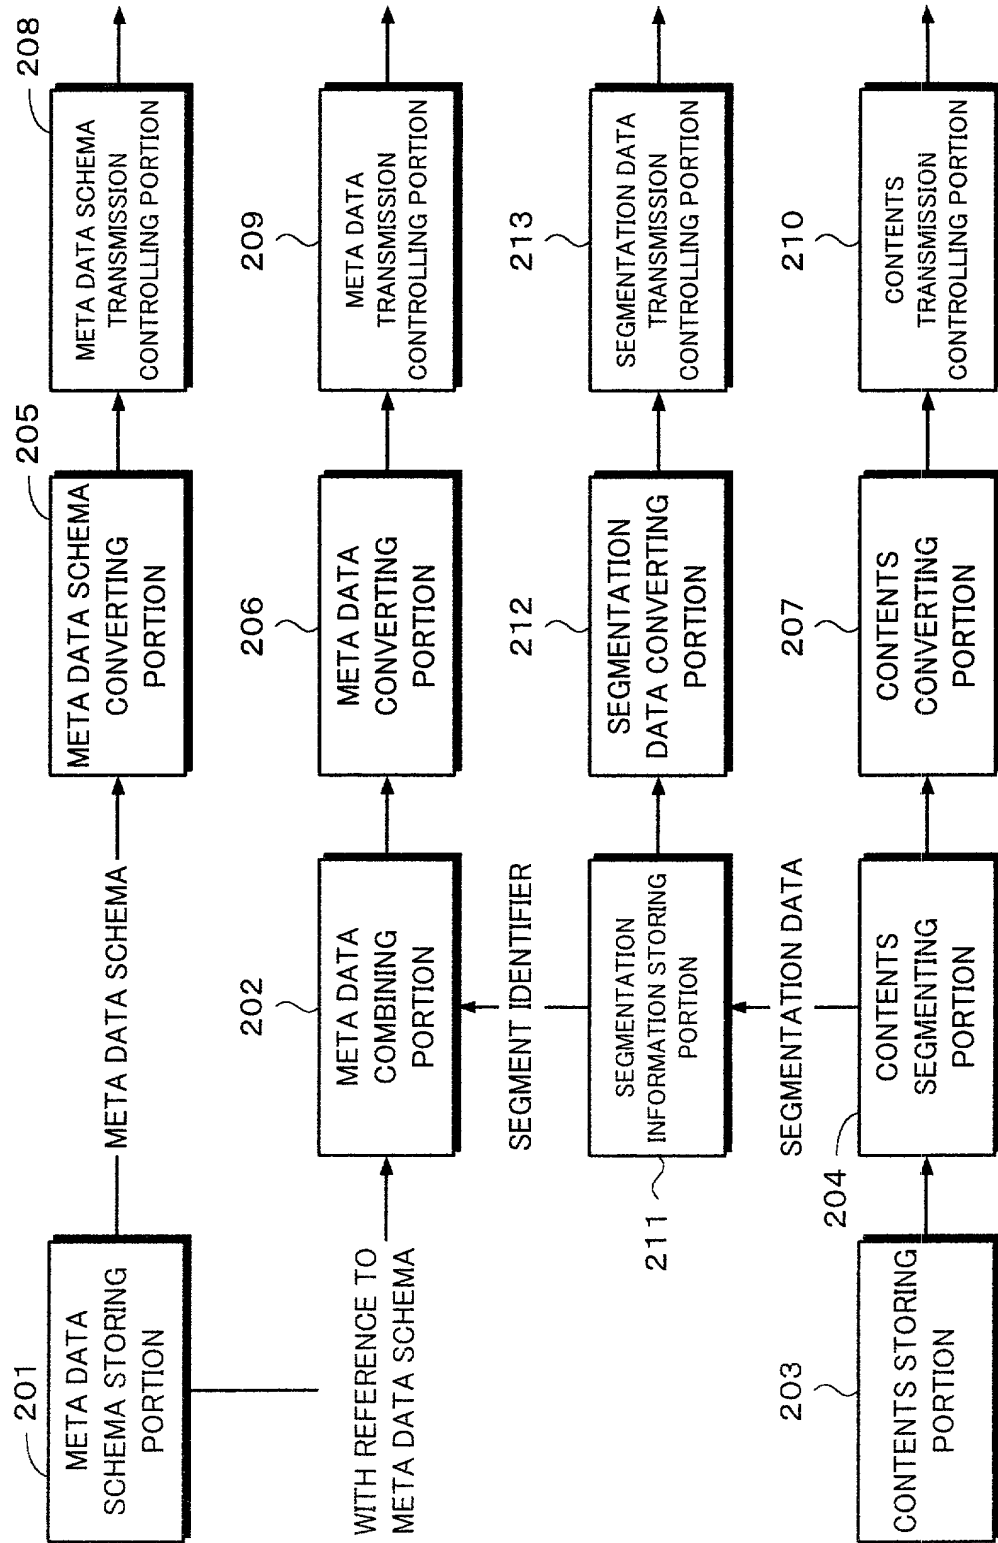 201
META DATA
SCHEMA STORING
PORTION
META DATA SCHEMA
205
META DATA SCHEMA
CONVERTING
PORTION
208
META DATA SCHEMA
TRANSMISSION
CONTROLLING PORTION
WITH REFERENCE TO
META DATA SCHEMA
202
META DATA
COMBINING
PORTION
206
META DATA
CONVERTING
PORTION
209
META DATA
TRANSMISSION
CONTROLLING PORTION
SEGMENT IDENTIFIER
211
SEGMENTATION
INFORMATION STORING
PORTION
212
SEGMENTATION
DATA CONVERTING
PORTION
213
SEGMENTATION DATA
TRANSMISSION
CONTROLLING PORTION
SEGMENTATION DATA
203
CONTENTS STORING
PORTION
204
CONTENTS
SEGMENTING
PORTION
207
CONTENTS
CONVERTING
PORTION
210
CONTENTS
TRANSMISSION
CONTROLLING PORTION